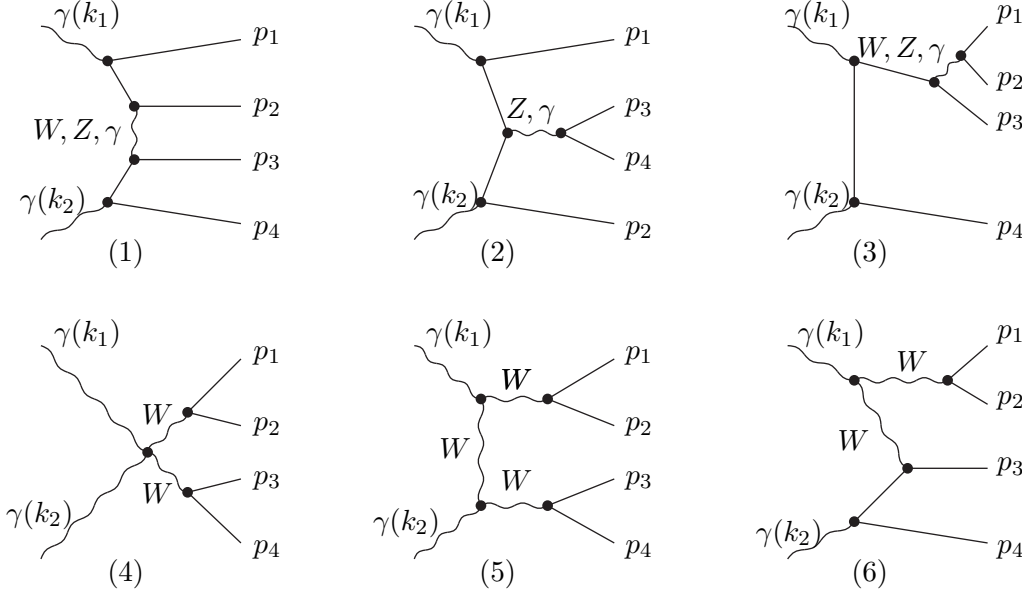 γ(k₁)
p₁
p₂
W, Z, γ
p₃
γ(k₂)
p₄
(1)
γ(k₁)
p₁
Z, γ
p₃
p₄
γ(k₂)
p₂
(2)
γ(k₁)
W, Z, γ
p₁
p₂
p₃
γ(k₂)
p₄
(3)
γ(k₁)
p₁
W
p₂
p₃
W
γ(k₂)
p₄
(4)
γ(k₁)
p₁
W
p₂
W
W
p₃
γ(k₂)
p₄
(5)
γ(k₁)
p₁
W
p₂
W
p₃
γ(k₂)
p₄
(6)